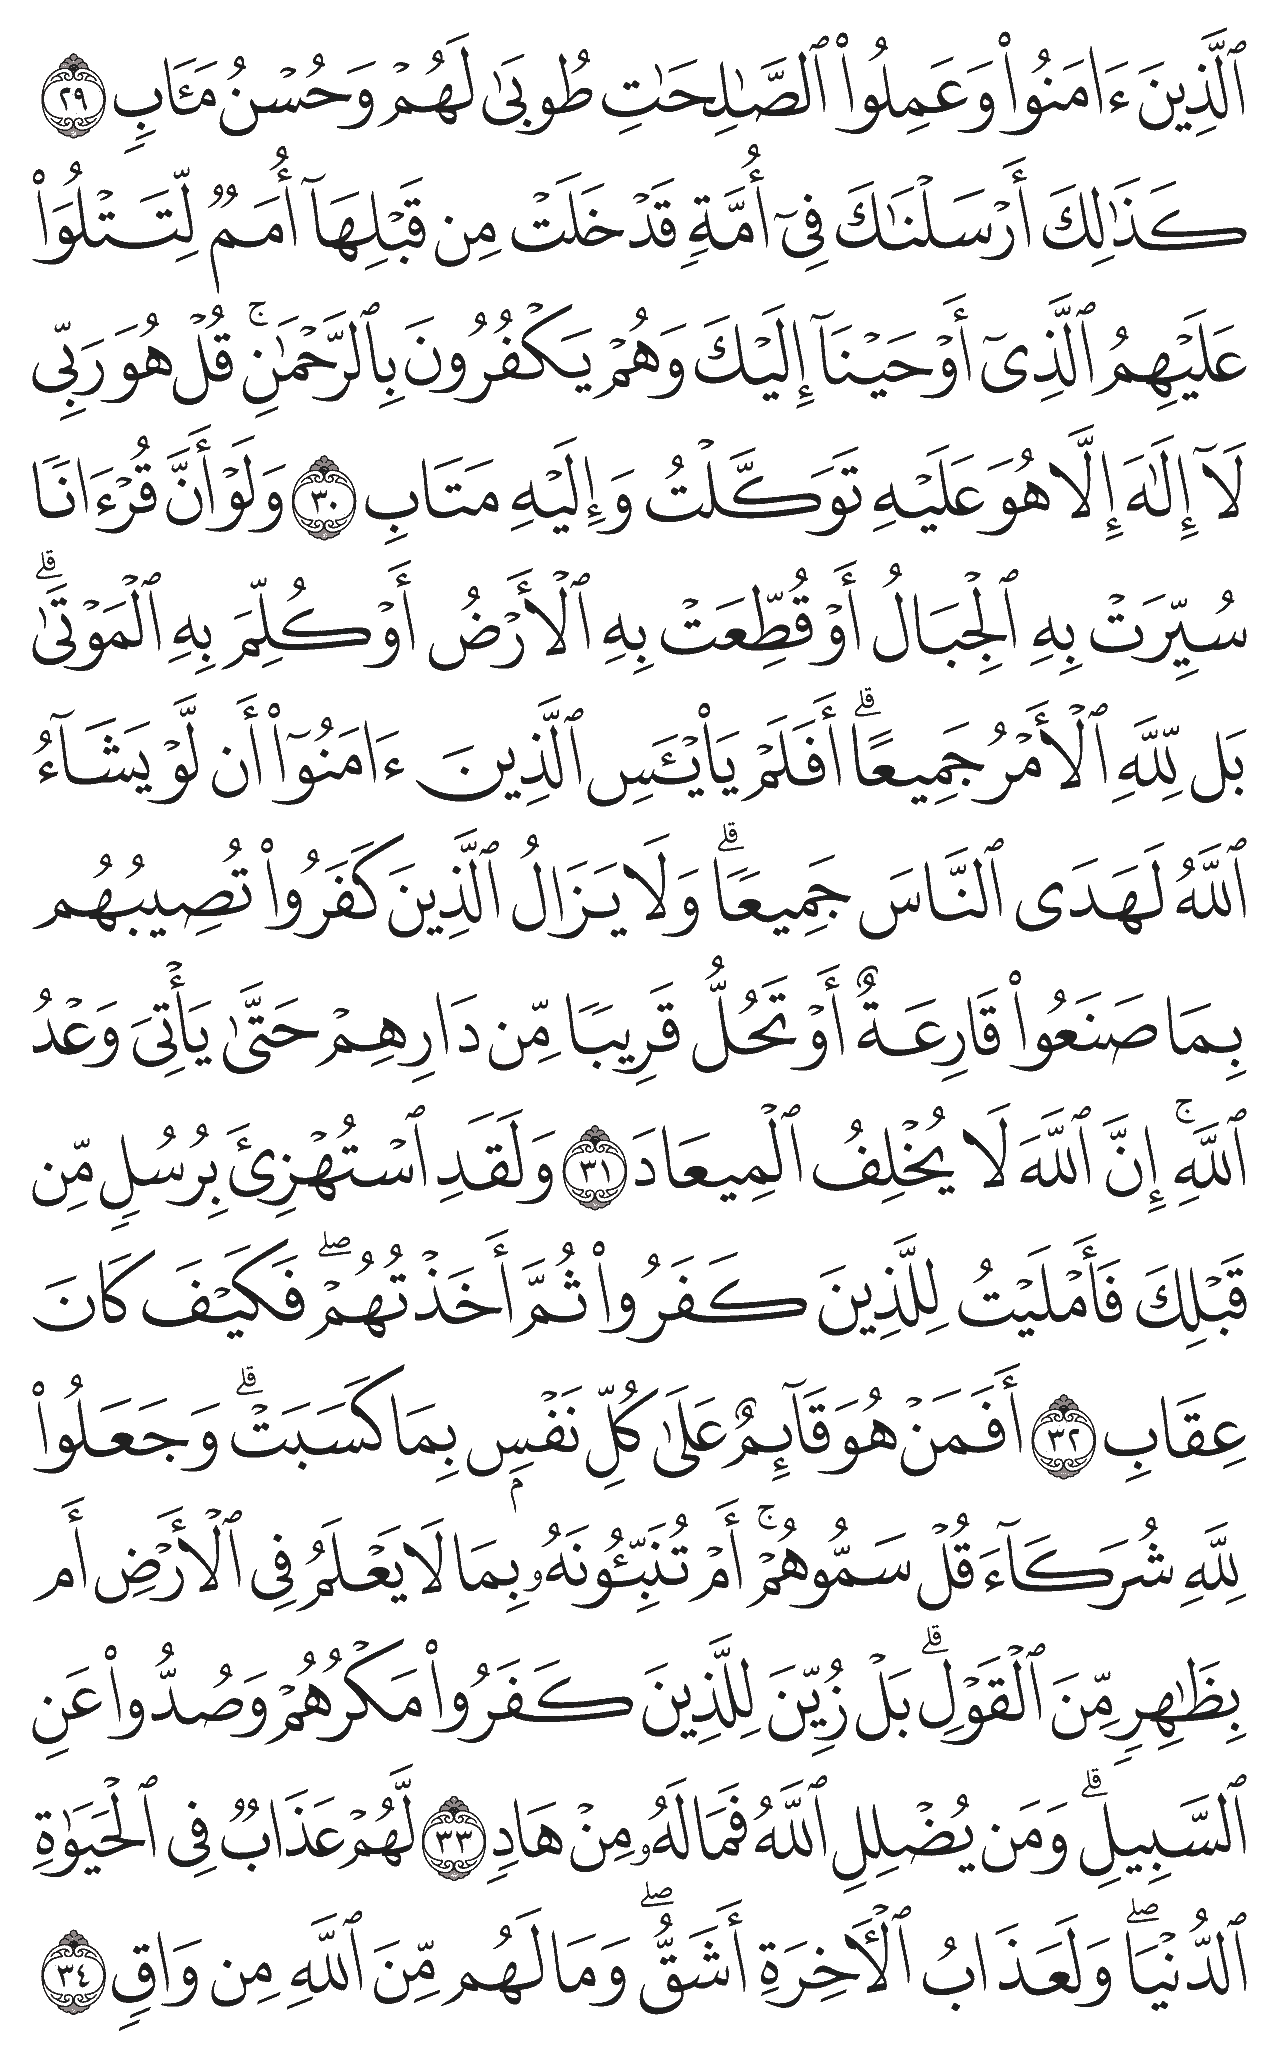 ٱلَّذِينَ ءَامَنُوا۟ وَعَمِلُوا۟ ٱلصَّـٰلِحَـٰتِ طُوبَىٰ لَهُمْ وَحُسْنُ مَـَٔابٍ ٢٩
كَذَٰلِكَ أَرْسَلْنَـٰكَ فِىٓ أُمَّةٍ قَدْ خَلَتْ مِن قَبْلِهَآ أُمَمٌ لِّتَتْلُوَا۟
عَلَيْهِمُ ٱلَّذِىٓ أَوْحَيْنَآ إِلَيْكَ وَهُمْ يَكْفُرُونَ بِٱلرَّحْمَـٰنِ ۚ قُلْ هُوَ رَبِّى
لَآ إِلَـٰهَ إِلَّا هُوَ عَلَيْهِ تَوَكَّلْتُ وَإِلَيْهِ مَتَابِ ٣٠ وَلَوْ أَنَّ قُرْءَانًا
سُيِّرَتْ بِهِ ٱلْجِبَالُ أَوْ قُطِّعَتْ بِهِ ٱلْأَرْضُ أَوْ كُلِّمَ بِهِ ٱلْمَوْتَىٰ ۗ
بَل لِّلَّهِ ٱلْأَمْرُ جَمِيعًا ۗ أَفَلَمْ يَا۟يْـَٔسِ ٱلَّذِينَ ءَامَنُوٓا۟ أَن لَّوْ يَشَآءُ
ٱللَّهُ لَهَدَى ٱلنَّاسَ جَمِيعًا ۗ وَلَا يَزَالُ ٱلَّذِينَ كَفَرُوا۟ تُصِيبُهُم
بِمَا صَنَعُوا۟ قَارِعَةٌ أَوْ تَحُلُّ قَرِيبًا مِّن دَارِهِمْ حَتَّىٰ يَأْتِىَ وَعْدُ
ٱللَّهِ ۚ إِنَّ ٱللَّهَ لَا يُخْلِفُ ٱلْمِيعَادَ ٣١ وَلَقَدِ ٱسْتُهْزِئَ بِرُسُلٍ مِّن
قَبْلِكَ فَأَمْلَيْتُ لِلَّذِينَ كَفَرُوا۟ ثُمَّ أَخَذْتُهُمْ ۖ فَكَيْفَ كَانَ
عِقَابِ ٣٢ أَفَمَنْ هُوَ قَآئِمٌ عَلَىٰ كُلِّ نَفْسٍۭ بِمَا كَسَبَتْ ۗ وَجَعَلُوا۟
لِلَّهِ شُرَكَآءَ قُلْ سَمُّوهُمْ ۚ أَمْ تُنَبِّـُٔونَهُۥ بِمَا لَا يَعْلَمُ فِى ٱلْأَرْضِ أَم
بِظَـٰهِرٍ مِّنَ ٱلْقَوْلِ ۗ بَلْ زُيِّنَ لِلَّذِينَ كَفَرُوا۟ مَكْرُهُمْ وَصُدُّوا۟ عَنِ
ٱلسَّبِيلِ ۗ وَمَن يُضْلِلِ ٱللَّهُ فَمَا لَهُۥ مِنْ هَادٍ ٣٣ لَّهُمْ عَذَابٌ فِى ٱلْحَيَوٰةِ
ٱلدُّنْيَا ۖ وَلَعَذَابُ ٱلْـَٔاخِرَةِ أَشَقُّ ۖ وَمَا لَهُم مِّنَ ٱللَّهِ مِن وَاقٍ ٣٤